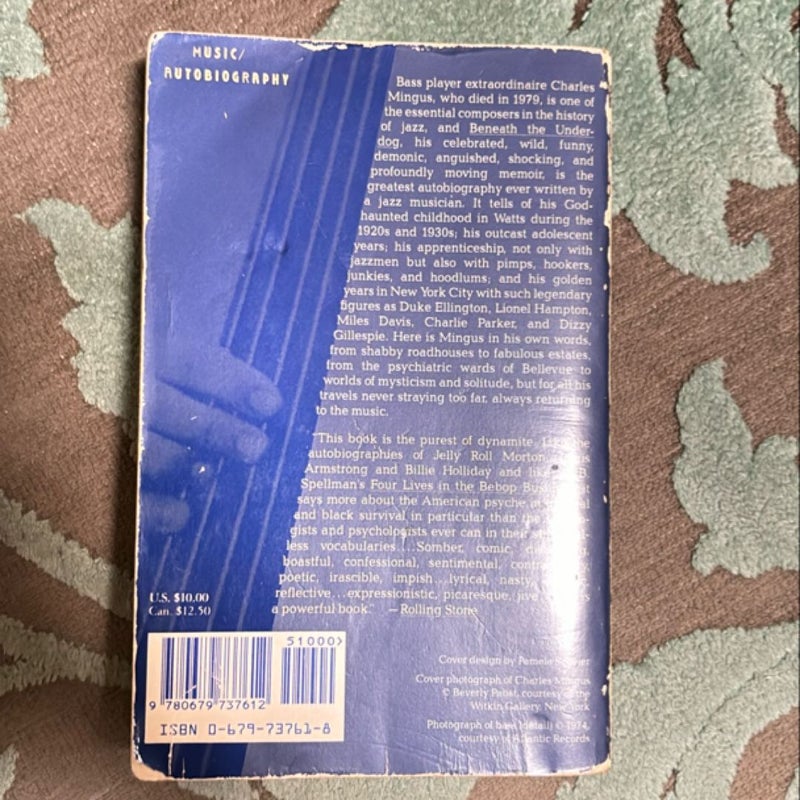 MUSIC/
AUTOBIOGRAPHY
Bass player extraordinaire Charles
Mingus, who died in 1979, is one of
the essential composers in the history
of jazz, and Beneath the Under-
dog, his celebrated, wild, funny,
demonic, anguished, shocking, and
profoundly moving memoir, is the
greatest autobiography ever written by
a jazz musician. It tells of his God-
haunted childhood in Watts during the
1920s and 1930s; his outcast adolescent
years; his apprenticeship, not only with
jazzmen but also with pimps, hookers,
junkies, and hoodlums; and his golden
years in New York City with such legendary
figures as Duke Ellington, Lionel Hampton,
Miles Davis, Charlie Parker, and Dizzy
Gillespie. Here is Mingus in his own words,
from shabby roadhouses to fabulous estates,
from the psychiatric wards of Bellevue to
worlds of mysticism and solitude, but for all his
travels never straying too far, always returning
to the music.
"This book is the purest of dynamite. Like the
autobiographies of Jelly Roll Morton,
Armstrong and Billie Holliday and B.
Spellman's Four Lives in the Bebop
says more about the American psyche in
and black survival in particular than the
gists and psychologists ever can in their
less vocabularies...Somber, comic,
boastful, confessional, sentimental,
poetic, irascible, impish...lyrical, nasty,
reflective...expressionistic, picaresque, jive
a powerful book." —Rolling Stone
U.S. $10.00
Can. $12.50
51000>
9 780679 737612
ISBN 0-679-73761-8
Cover design by Pamela
Cover photograph of Charles Mingus
© Beverly Pabst, courtesy of the
Witkin Gallery, New York
Photograph of bass (detail) © 1974,
courtesy of Atlantic Records